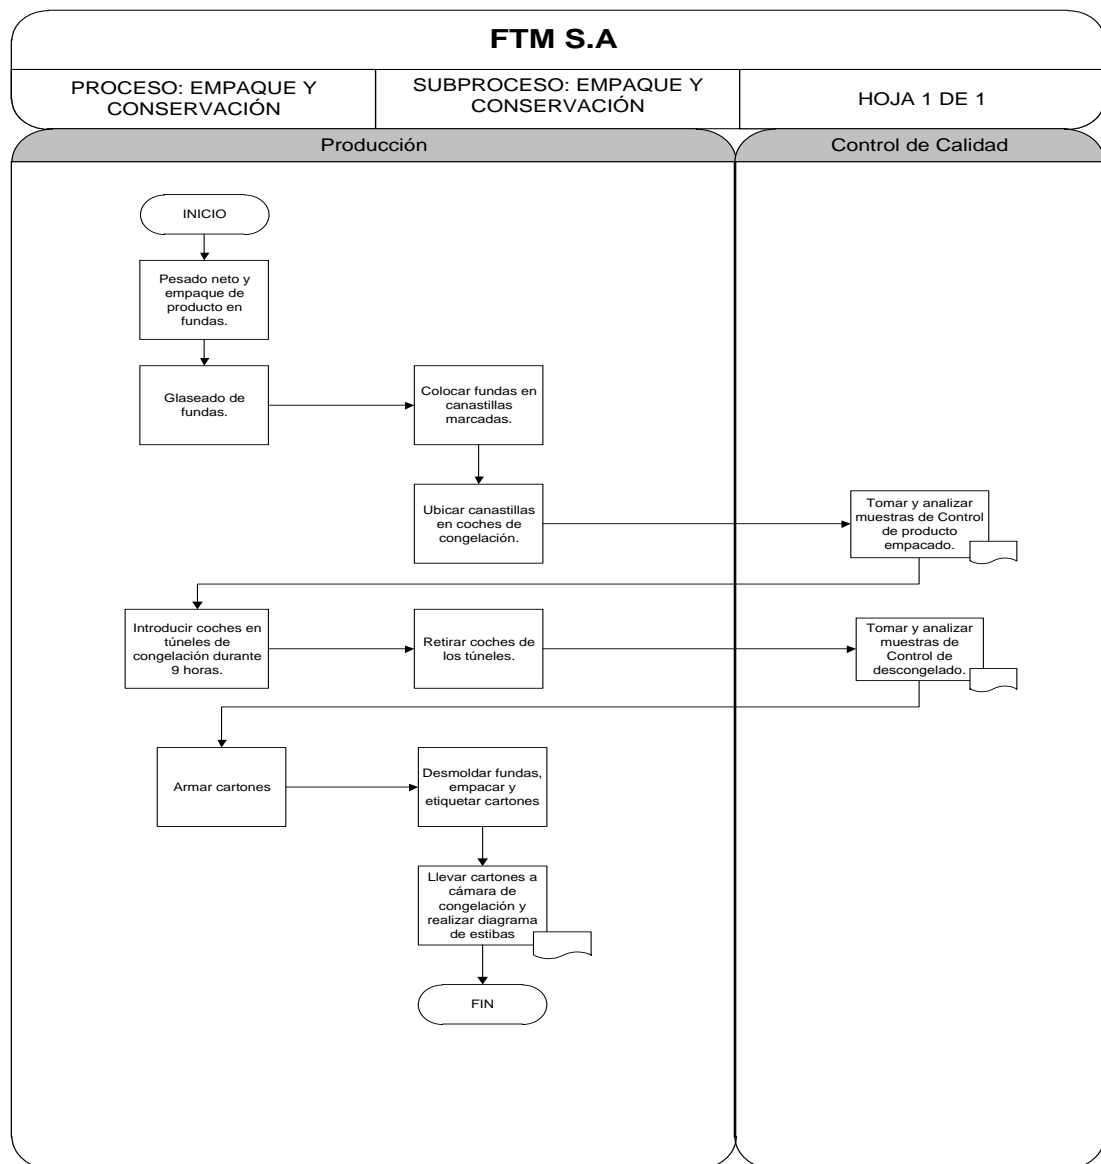 FTM S.A
PROCESO: EMPAQUE Y
CONSERVACIÓN
SUBPROCESO: EMPAQUE Y
CONSERVACIÓN
HOJA 1 DE 1
Producción
Control de Calidad
INICIO
Pesado neto y
empaque de
producto en
fundas.
Glaseado de
fundas.
Colocar fundas en
canastillas
marcadas.
Ubicar canastillas
en coches de
congelación.
Tomar y analizar
muestras de Control
de producto
empacado.
Introducir coches en
túneles de
congelación durante
9 horas.
Retirar coches de
los túneles.
Tomar y analizar
muestras de
Control de
descongelado.
Armar cartones
Desmoldar fundas,
empacar y
etiquetar cartones
Llevar cartones a
cámara de
congelación y
realizar diagrama
de estibas
FIN